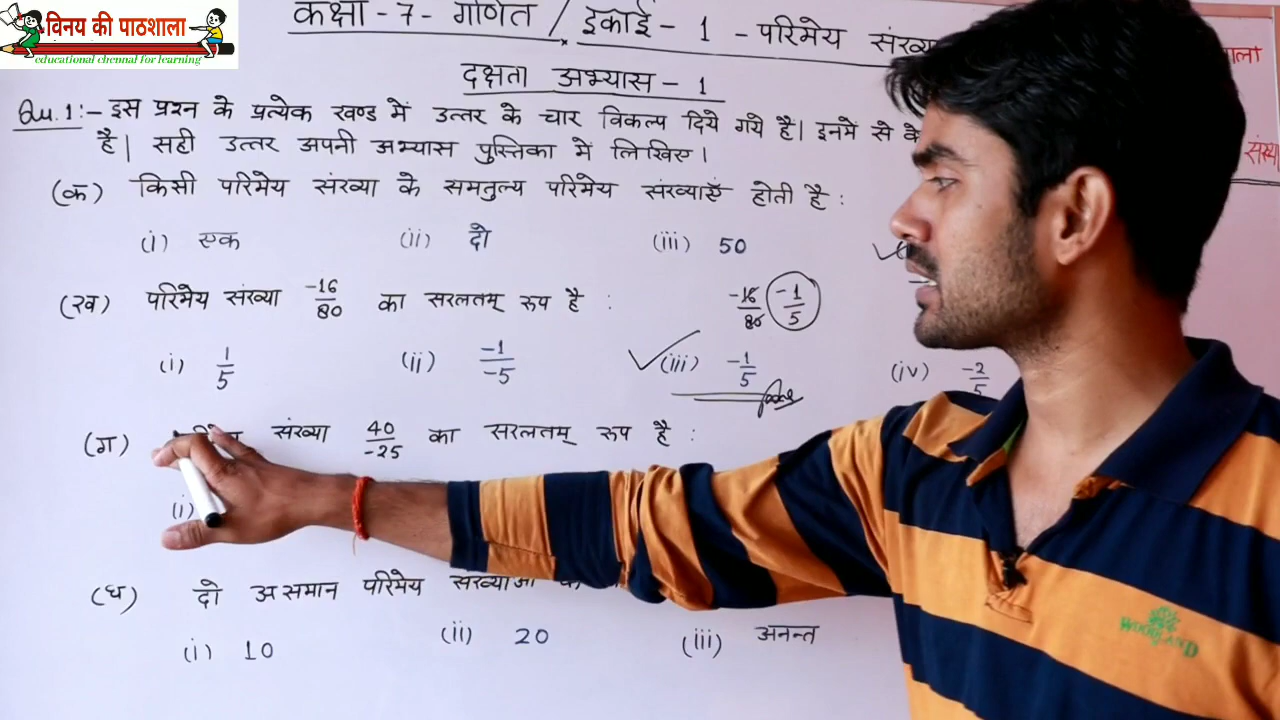 विनय की पाठशाला
educational chennal for learning
कक्षा - 7 - गणित / इकाई - 1 - परिमेय
दक्षता अभ्यास - 1
Qu. 1:- इस प्रश्न के प्रत्येक खण्ड में उत्तर के चार विकल्प दिये गये है। इनमें से
है। सही उत्तर अपनी अभ्यास पुस्तिका में लिखिए।
(क) किसी परिमेय संख्या के समतुल्य परिमेय संख्याएँ होती है :
(i) एक (ii) दो (iii) 50
(ख) परिमेय संख्या -16/80 का सरलतम् रूप है : -16/80 -1/5
(i) 1/5 (ii) -1/-5 (iii) -1/5 (iv) -2/5
(ग) संख्या 40/-25 का सरलतम् रूप है :
(i)
(घ) दो असमान परिमेय
(i) 10 (ii) 20 (iii) अनन्त
WOODLAND